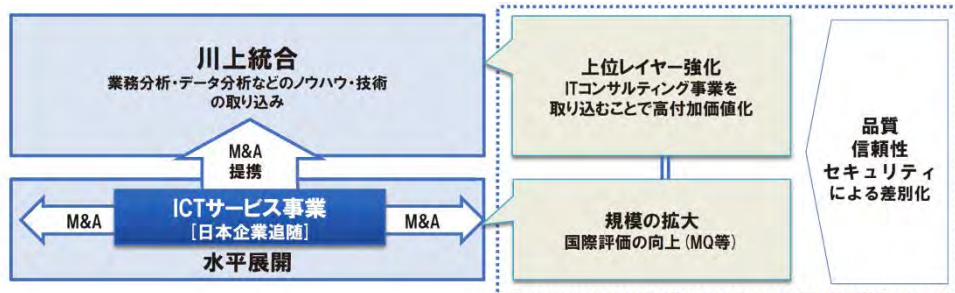 川上統合
業務分析・データ分析などのノウハウ・技術
の取り込み
M&A
提携
M&A
ICTサービス事業
[日本企業追随]
M&A
水平展開
上位レイヤー強化
ITコンサルティング事業を
取り込むことで高付加価値化
規模の拡大
国際評価の向上(MQ等)
品質
信頼性
セキュリティ
による差別化